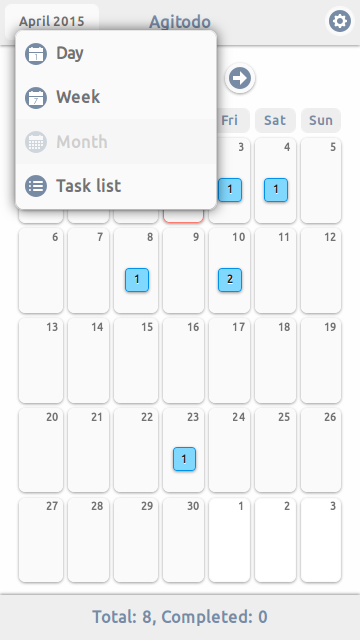 April 2015 Agitodo
1 Day
7 Week
Month
Task list
Fri Sat Sun
3 4 5
1 1
6 7 8 9 10 11 12
1 2
13 14 15 16 17 18 19
20 21 22 23 24 25 26
1
27 28 29 30 1 2 3
Total: 8, Completed: 0